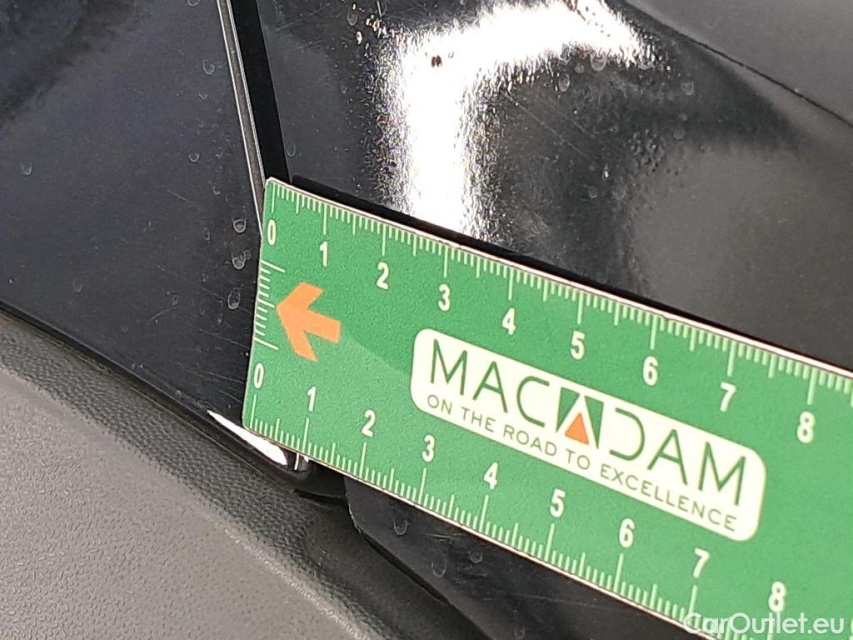 0 1 2 3 4 5 6 7 8
MACADAM
ON THE ROAD TO EXCELLENCE
0 1 2 3 4 5 6 7 8
CarOutlet.eu